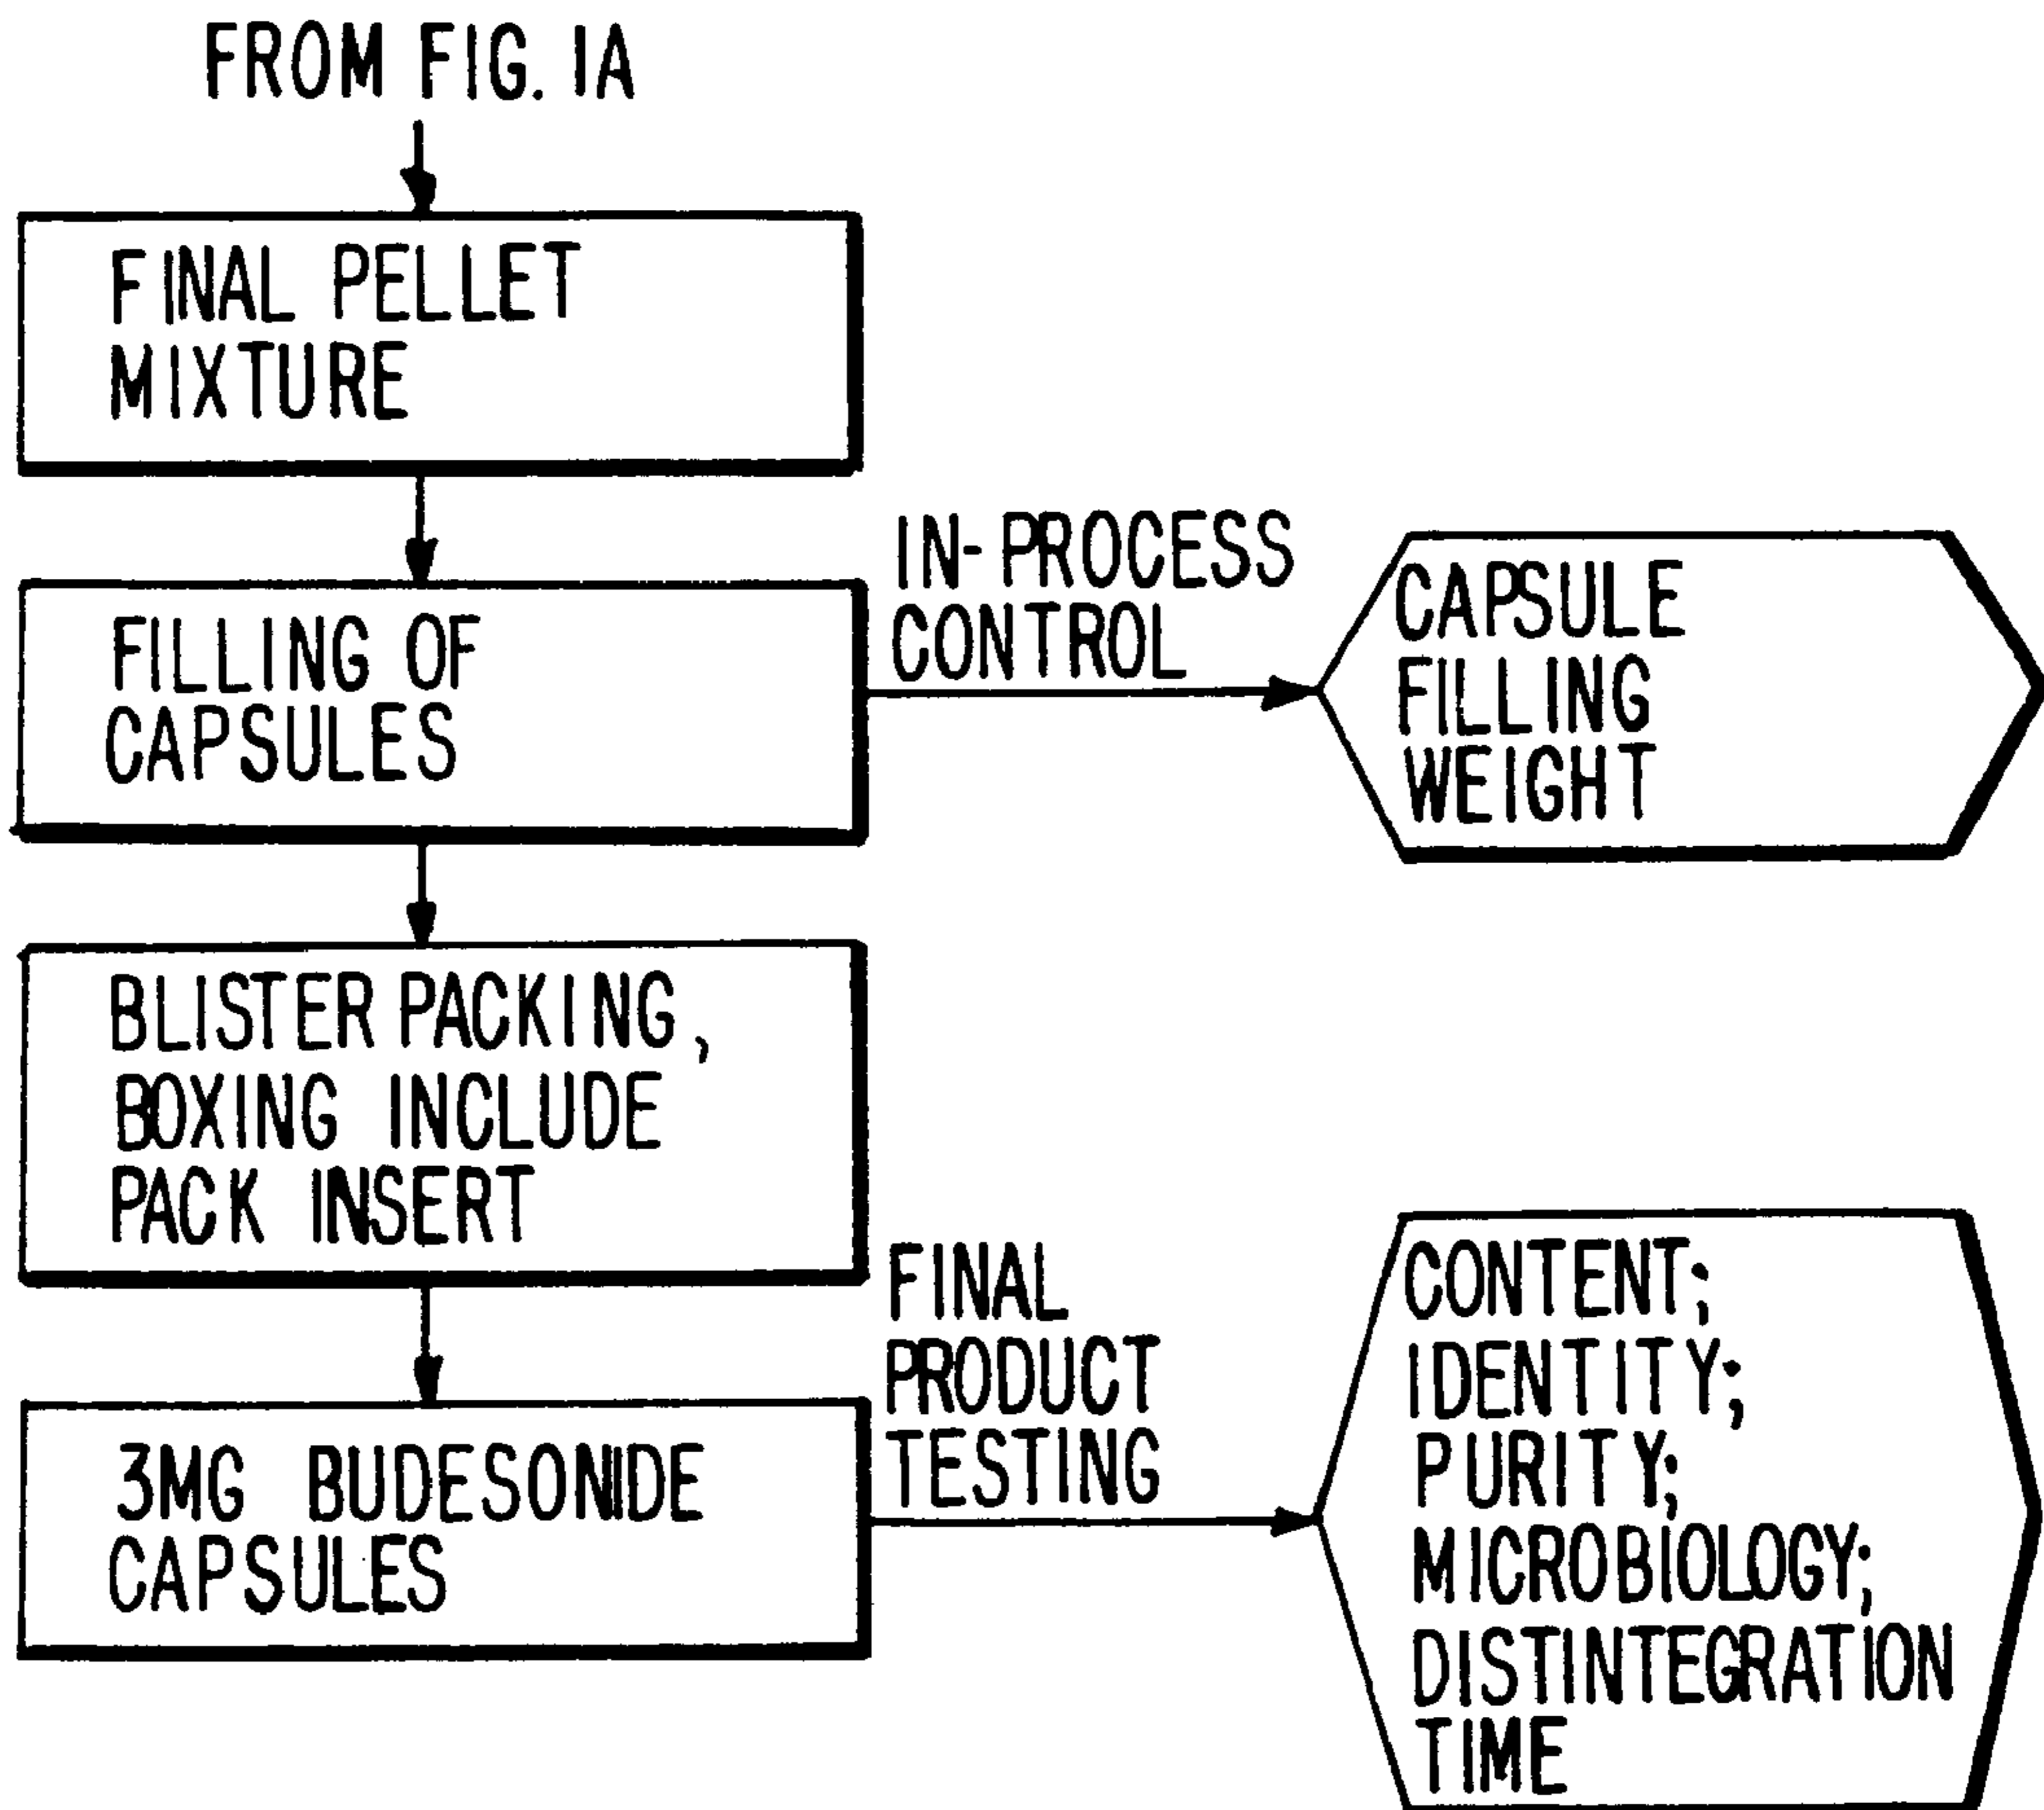 FROM FIG. 1A
FINAL PELLET
MIXTURE
FILLING OF
CAPSULES
IN-PROCESS
CONTROL
CAPSULE
FILLING
WEIGHT
BLISTER PACKING,
BOXING INCLUDE
PACK INSERT
3MG BUDESONIDE
CAPSULES
FINAL
PRODUCT
TESTING
CONTENT;
IDENTITY;
PURITY;
MICROBIOLOGY;
DISTINTEGRATION
TIME